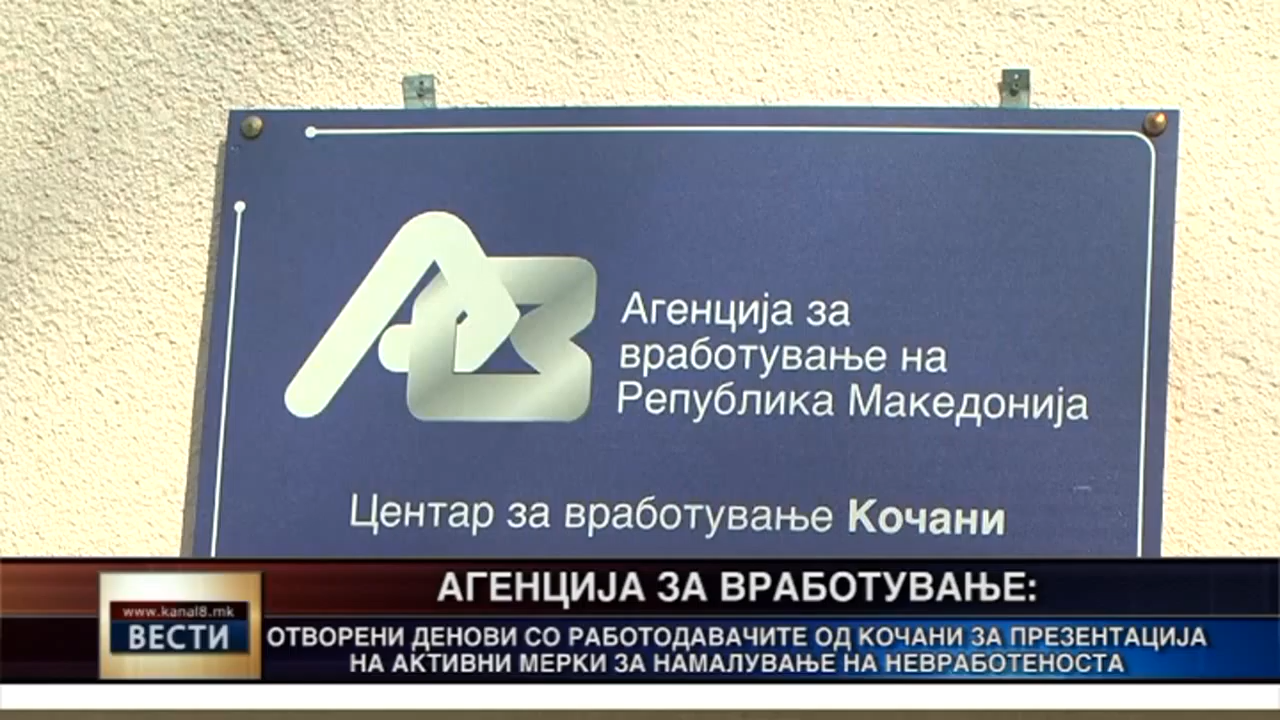 АВ
Агенција за
вработување на
Република Македонија
Центар за вработување Кочани
АГЕНЦИЈА ЗА ВРАБОТУВАЊЕ:
www.kanal8.mk
ВЕСТИ
ОТВОРЕНИ ДЕНОВИ СО РАБОТОДАВАЧИТЕ ОД КОЧАНИ ЗА ПРЕЗЕНТАЦИЈА
НА АКТИВНИ МЕРКИ ЗА НАМАЛУВАЊЕ НА НЕВРАБОТЕНОСТА